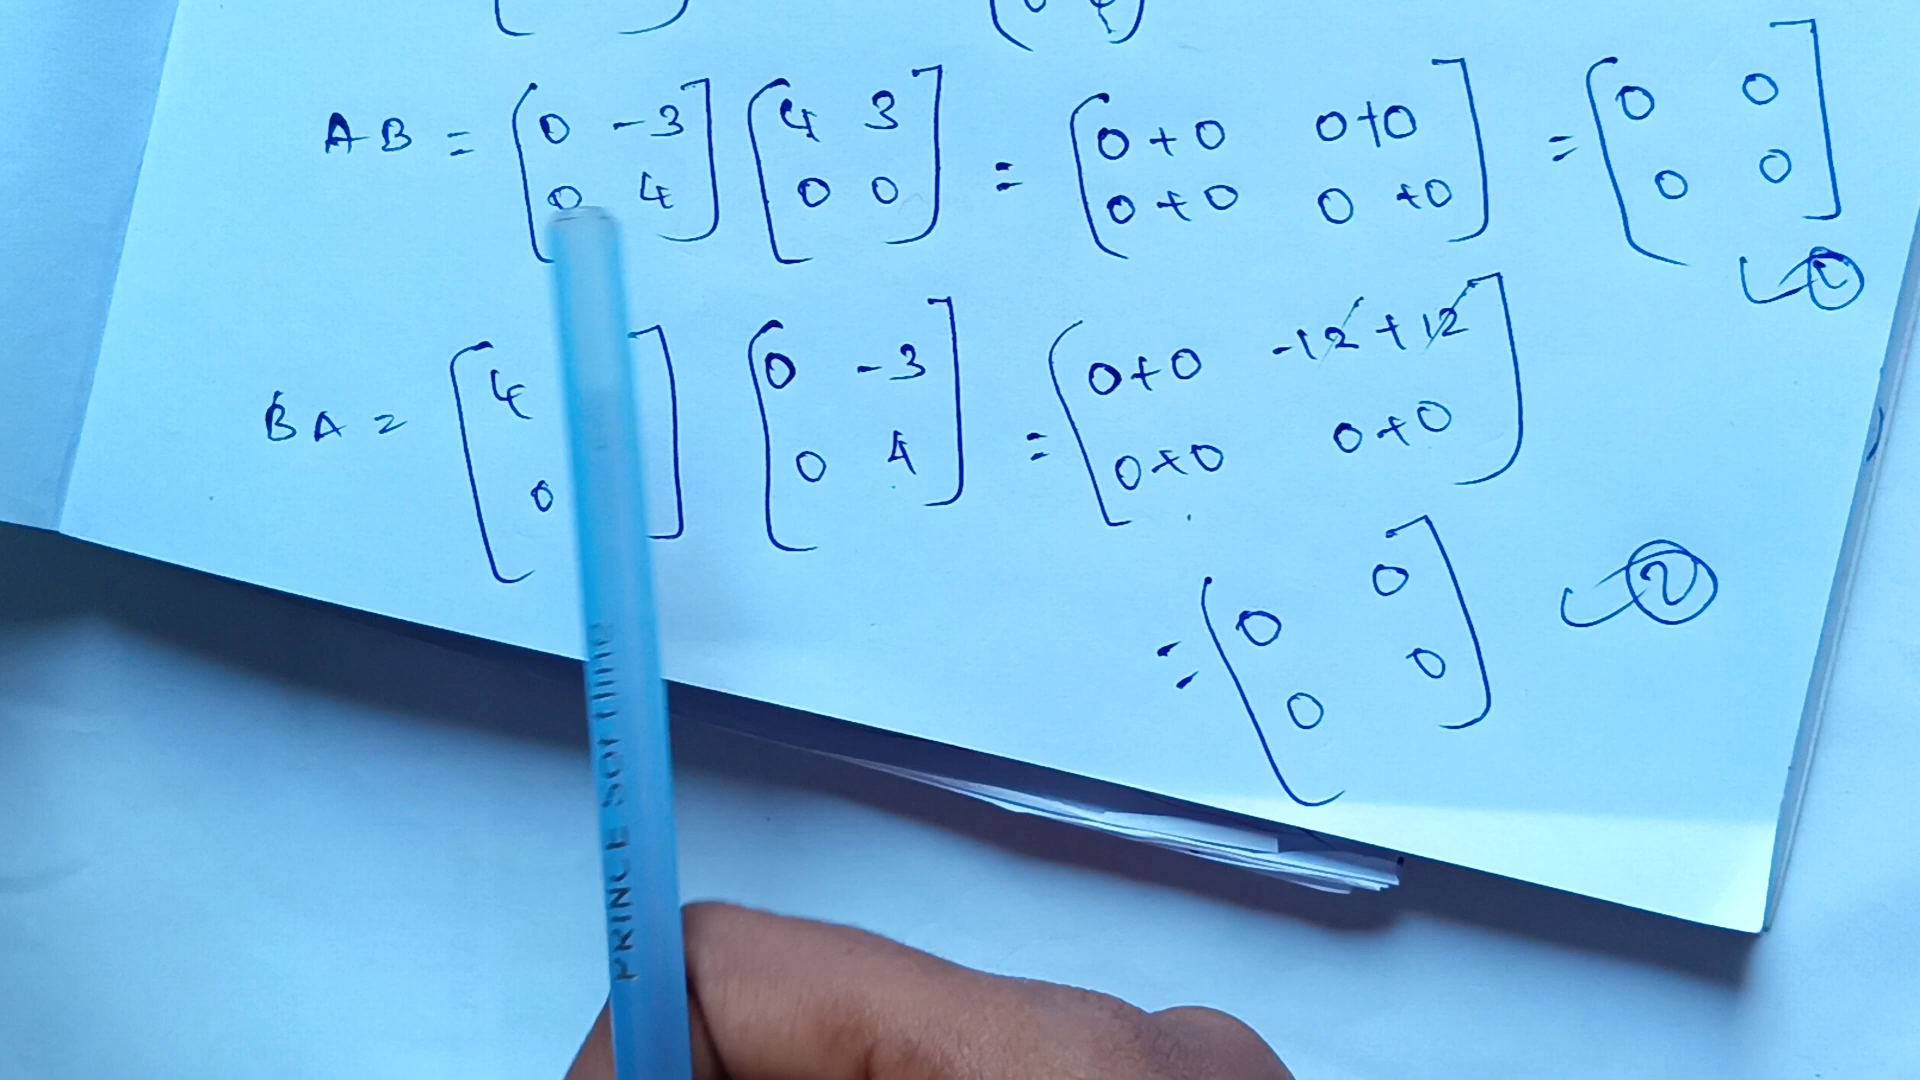 AB = [0 -3] [4 3] = [0+0 0+0] = [0 0]
[0 4] [0 0] [0+0 0+0] [0 0]
①
BA = [4 ] [0 -3] = [0+0 -12+12]
[0 ] [0 4] [0+0 0+0]
= [0 0] ②
[0 0]
PRINCE SOFTLINE